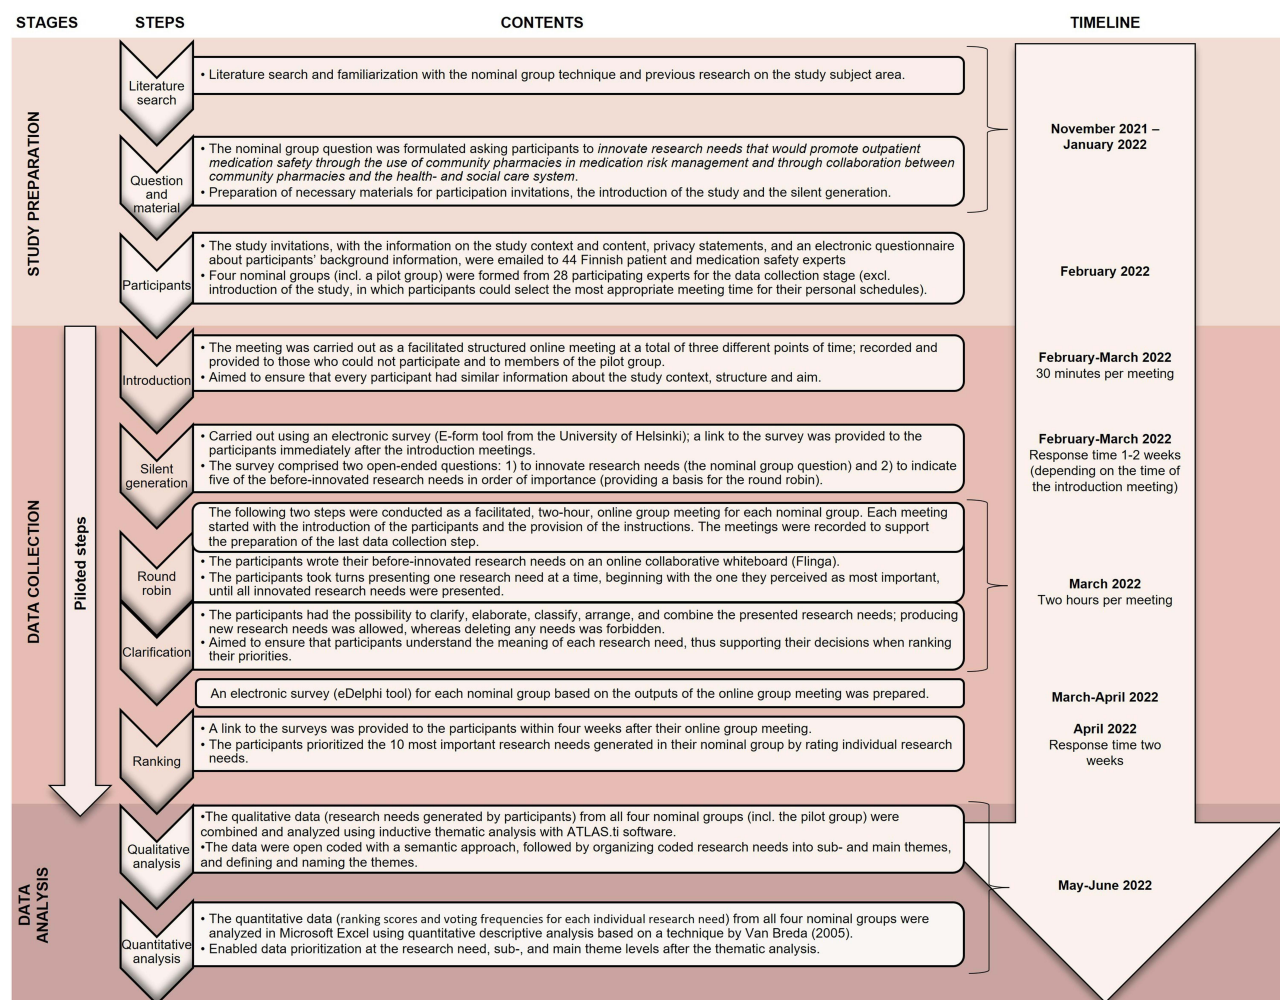 STAGES
STEPS
CONTENTS
TIMELINE
STUDY PREPARATION
Literature
search
• Literature search and familiarization with the nominal group technique and previous research on the study subject area.
November 2021 –
January 2022
Question
and
material
• The nominal group question was formulated asking participants to innovate research needs that would promote outpatient
medication safety through the use of community pharmacies in medication risk management and through collaboration between
community pharmacies and the health- and social care system.
• Preparation of necessary materials for participation invitations, the introduction of the study and the silent generation.
Participants
• The study invitations, with the information on the study context and content, privacy statements, and an electronic questionnaire
about participants' background information, were emailed to 44 Finnish patient and medication safety experts
• Four nominal groups (incl. a pilot group) were formed from 28 participating experts for the data collection stage (excl.
introduction of the study, in which participants could select the most appropriate meeting time for their personal schedules).
February 2022
DATA COLLECTION
Piloted steps
Introduction
• The meeting was carried out as a facilitated structured online meeting at a total of three different points of time; recorded and
provided to those who could not participate and to members of the pilot group.
• Aimed to ensure that every participant had similar information about the study context, structure and aim.
February-March 2022
30 minutes per meeting
Silent
generation
• Carried out using an electronic survey (E-form tool from the University of Helsinki); a link to the survey was provided to the
participants immediately after the introduction meetings.
• The survey comprised two open-ended questions: 1) to innovate research needs (the nominal group question) and 2) to indicate
five of the before-innovated research needs in order of importance (providing a basis for the round robin).
February-March 2022
Response time 1-2 weeks
(depending on the time of
the introduction meeting)
The following two steps were conducted as a facilitated, two-hour, online group meeting for each nominal group. Each meeting
started with the introduction of the participants and the provision of the instructions. The meetings were recorded to support
the preparation of the last data collection step.
Round
robin
• The participants wrote their before-innovated research needs on an online collaborative whiteboard (Flinga).
• The participants took turns presenting one research need at a time, beginning with the one they perceived as most important,
until all innovated research needs were presented.
March 2022
Two hours per meeting
Clarification
• The participants had the possibility to clarify, elaborate, classify, arrange, and combine the presented research needs; producing
new research needs was allowed, whereas deleting any needs was forbidden.
• Aimed to ensure that participants understand the meaning of each research need, thus supporting their decisions when ranking
their priorities.
An electronic survey (eDelphi tool) for each nominal group based on the outputs of the online group meeting was prepared.
March-April 2022
Ranking
• A link to the surveys was provided to the participants within four weeks after their online group meeting.
• The participants prioritized the 10 most important research needs generated in their nominal group by rating individual research
needs.
April 2022
Response time two
weeks
DATA
ANALYSIS
Qualitative
analysis
•The qualitative data (research needs generated by participants) from all four nominal groups (incl. the pilot group) were
combined and analyzed using inductive thematic analysis with ATLAS.ti software.
•The data were open coded with a semantic approach, followed by organizing coded research needs into sub- and main themes,
and defining and naming the themes.
May-June 2022
Quantitative
analysis
• The quantitative data (ranking scores and voting frequencies for each individual research need) from all four nominal groups were
analyzed in Microsoft Excel using quantitative descriptive analysis based on a technique by Van Breda (2005).
• Enabled data prioritization at the research need, sub-, and main theme levels after the thematic analysis.